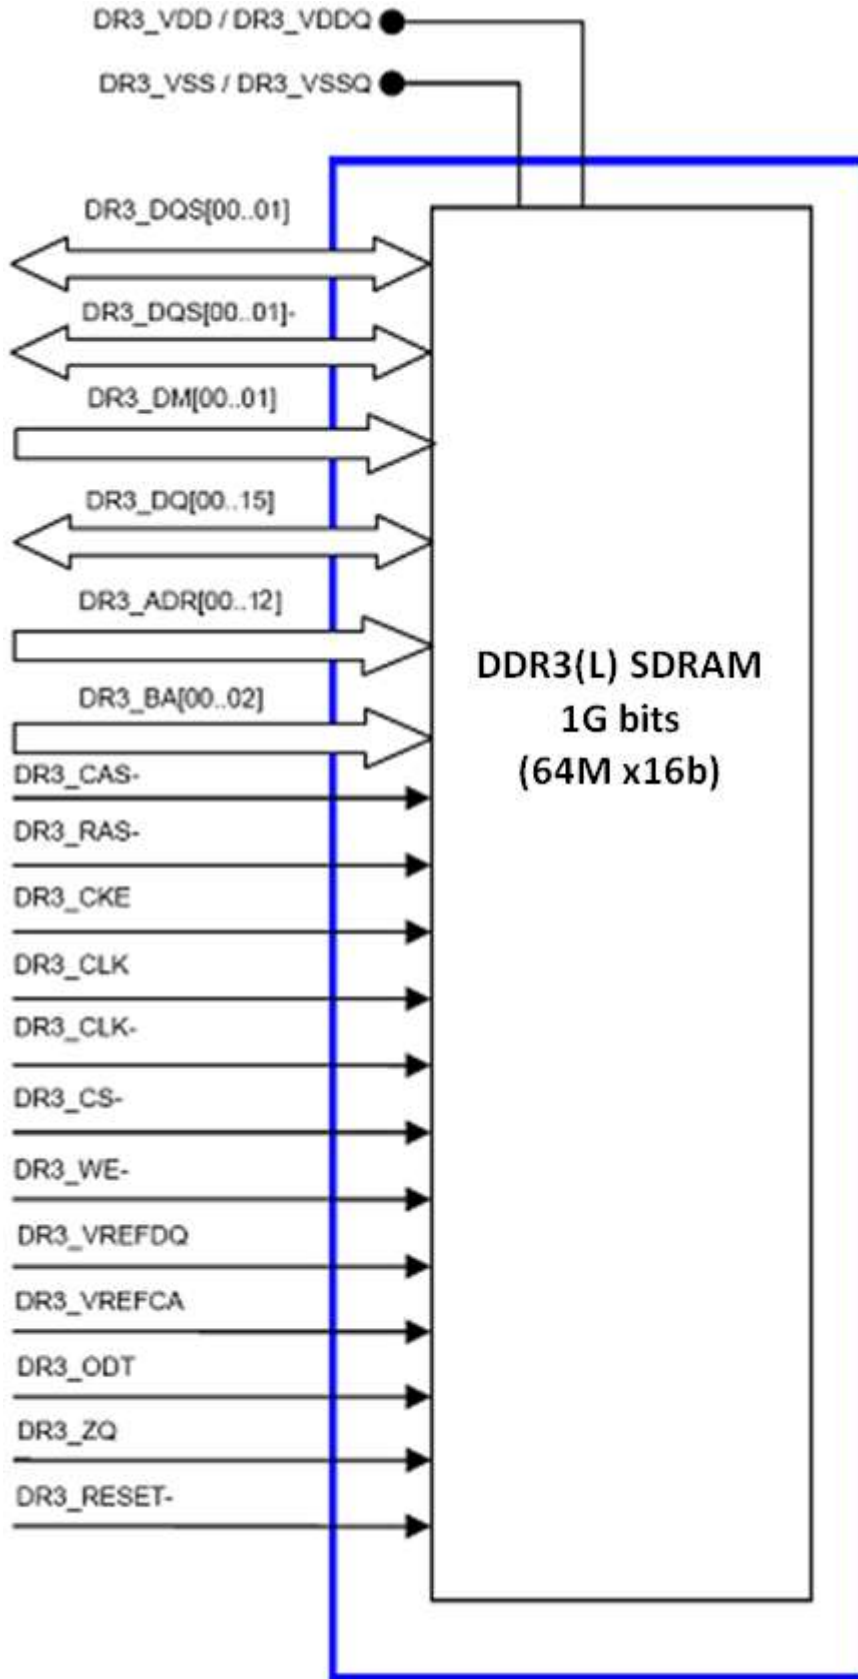 DR3_VDD / DR3_VDDQ
DR3_VSS / DR3_VSSQ
DR3_DQS[00..01]
DR3_DQS[00..01]-
DR3_DM[00..01]
DR3_DQ[00..15]
DR3_ADR[00..12]
DR3_BA[00..02]
DR3_CAS-
DR3_RAS-
DR3_CKE
DR3_CLK
DR3_CLK-
DR3_CS-
DR3_WE-
DR3_VREFDQ
DR3_VREFCA
DR3_ODT
DR3_ZQ
DR3_RESET-
DDR3(L) SDRAM
1G bits
(64M x16b)